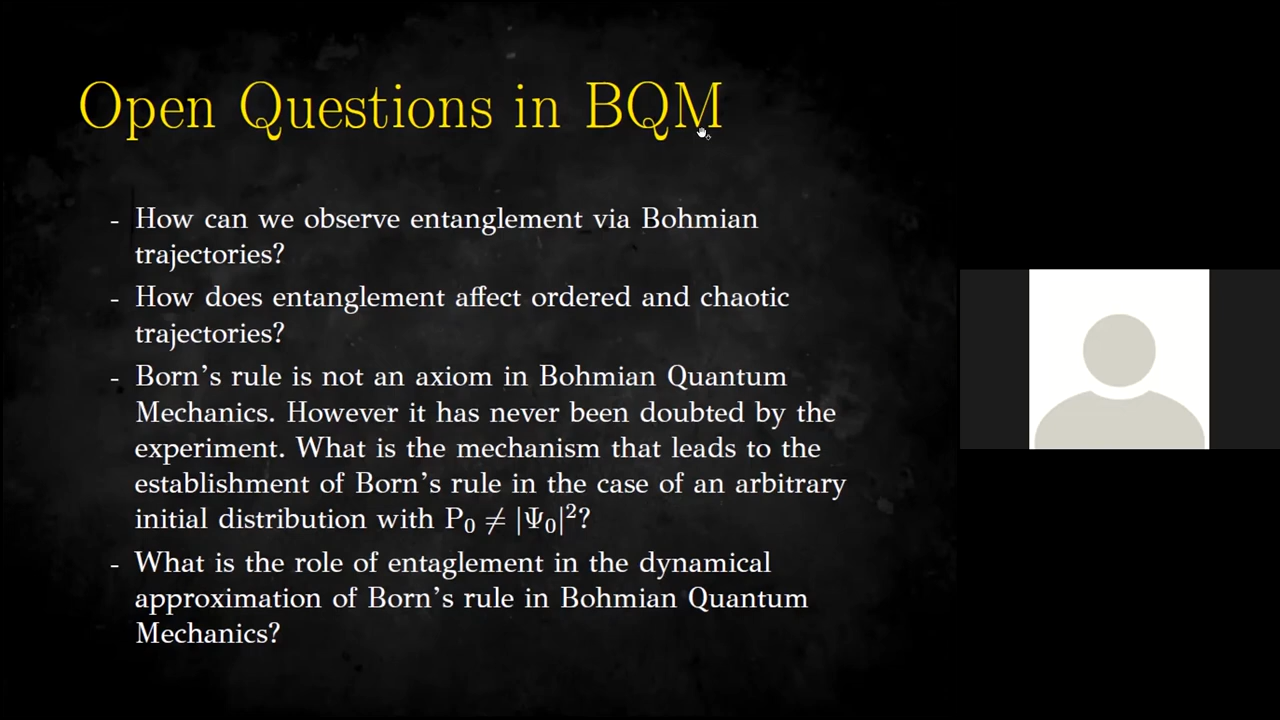 Open Questions in BQM
- How can we observe entanglement via Bohmian
trajectories?
- How does entanglement affect ordered and chaotic
trajectories?
- Born's rule is not an axiom in Bohmian Quantum
Mechanics. However it has never been doubted by the
experiment. What is the mechanism that leads to the
establishment of Born's rule in the case of an arbitrary
initial distribution with P₀ ≠ |Ψ₀|²?
- What is the role of entaglement in the dynamical
approximation of Born's rule in Bohmian Quantum
Mechanics?